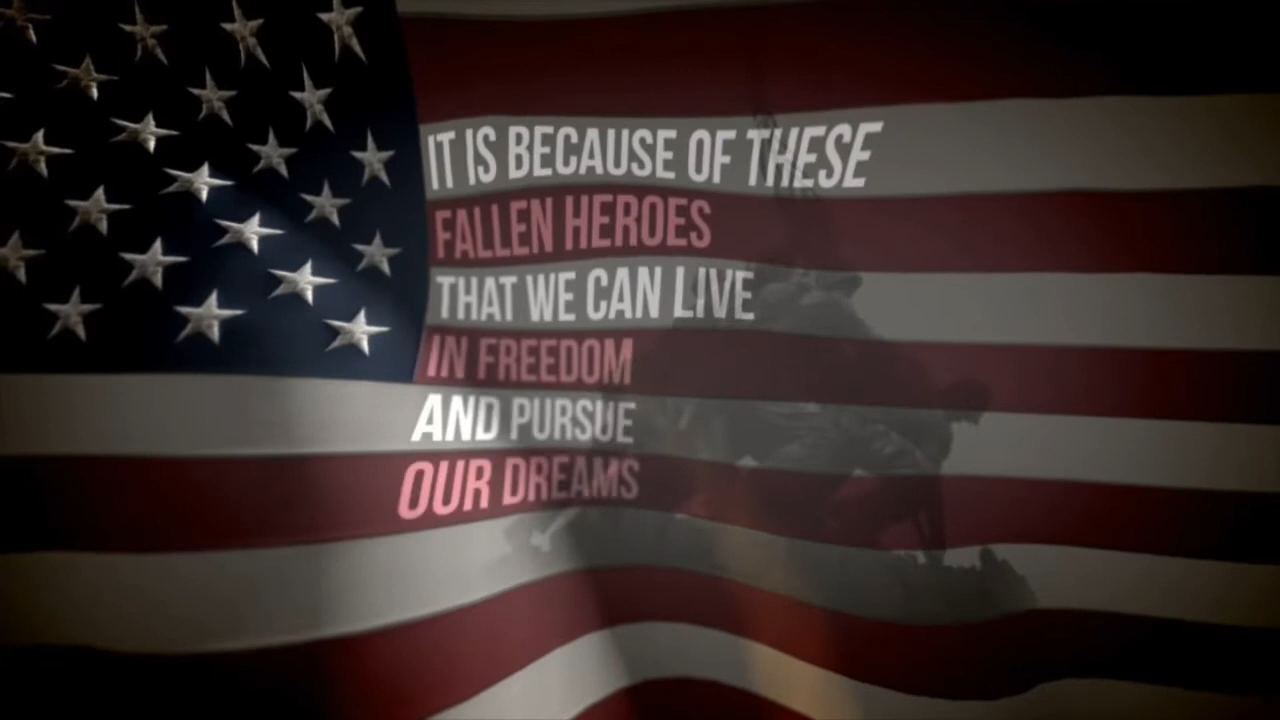 IT IS BECAUSE OF THESE
FALLEN HEROES
THAT WE CAN LIVE
IN FREEDOM
AND PURSUE
OUR DREAMS